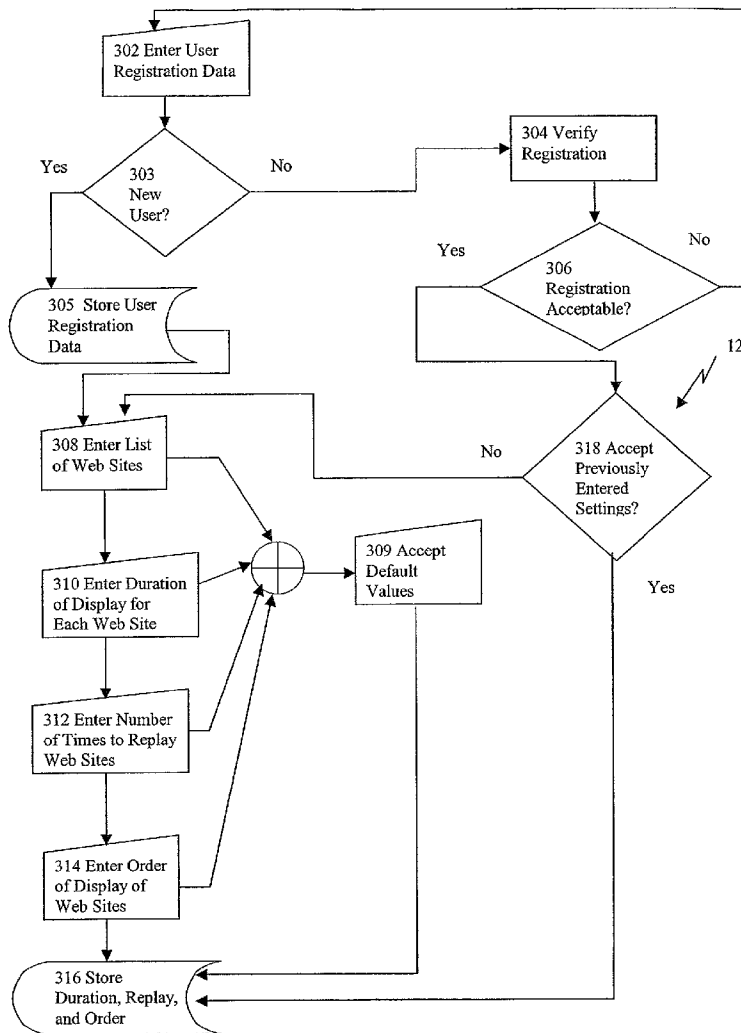 302 Enter User
Registration Data
Yes
303
New
User?
No
304 Verify
Registration
Yes
306
Registration
Acceptable?
No
12
305 Store User
Registration
Data
308 Enter List
of Web Sites
No
318 Accept
Previously
Entered
Settings?
309 Accept
Default
Values
Yes
310 Enter Duration
of Display for
Each Web Site
312 Enter Number
of Times to Replay
Web Sites
314 Enter Order
of Display of
Web Sites
316 Store
Duration, Replay,
and Order